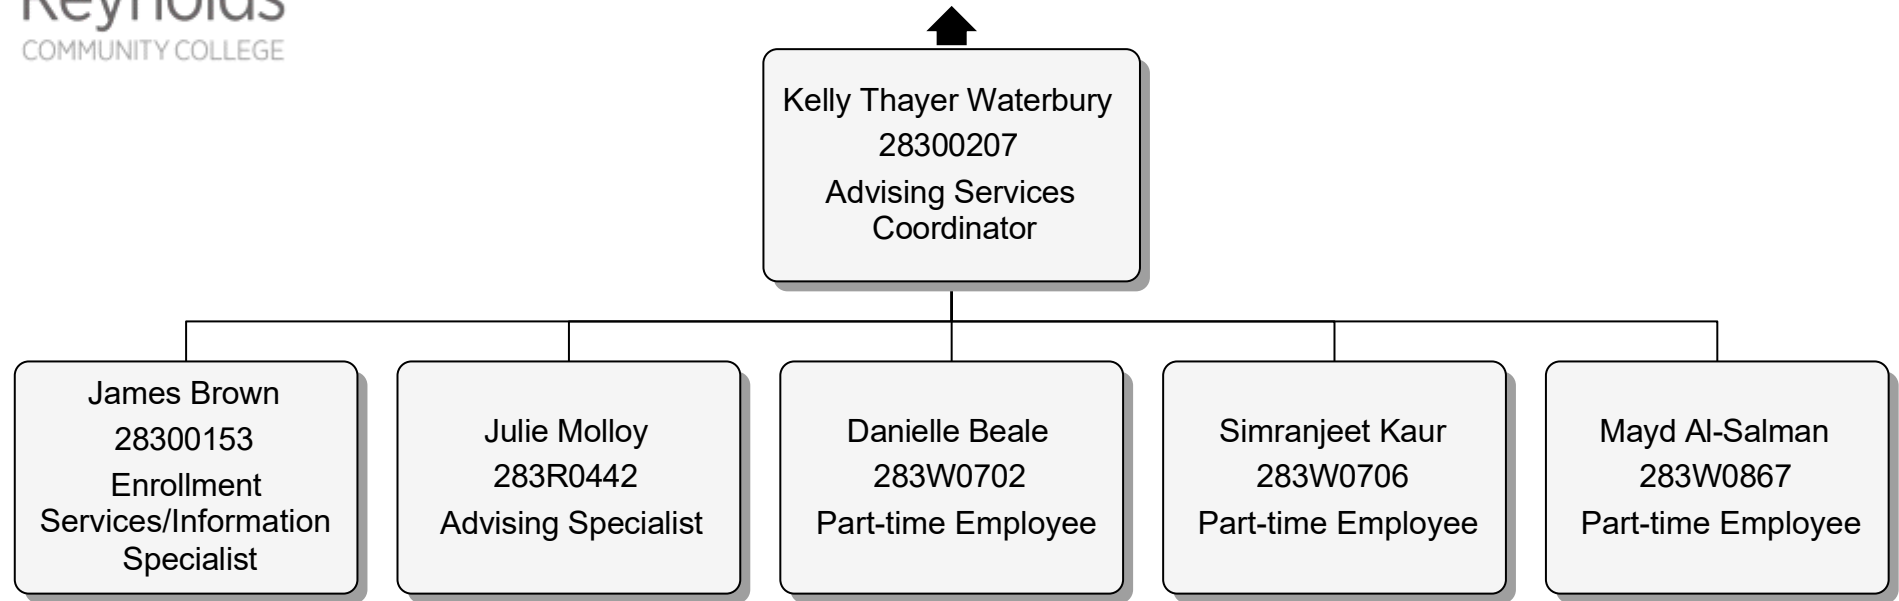 Reynolds
COMMUNITY COLLEGE
Kelly Thayer Waterbury
28300207
Advising Services
Coordinator
James Brown
28300153
Enrollment
Services/Information
Specialist
Julie Molloy
283R0442
Advising Specialist
Danielle Beale
283W0702
Part-time Employee
Simranjeet Kaur
283W0706
Part-time Employee
Mayd Al-Salman
283W0867
Part-time Employee